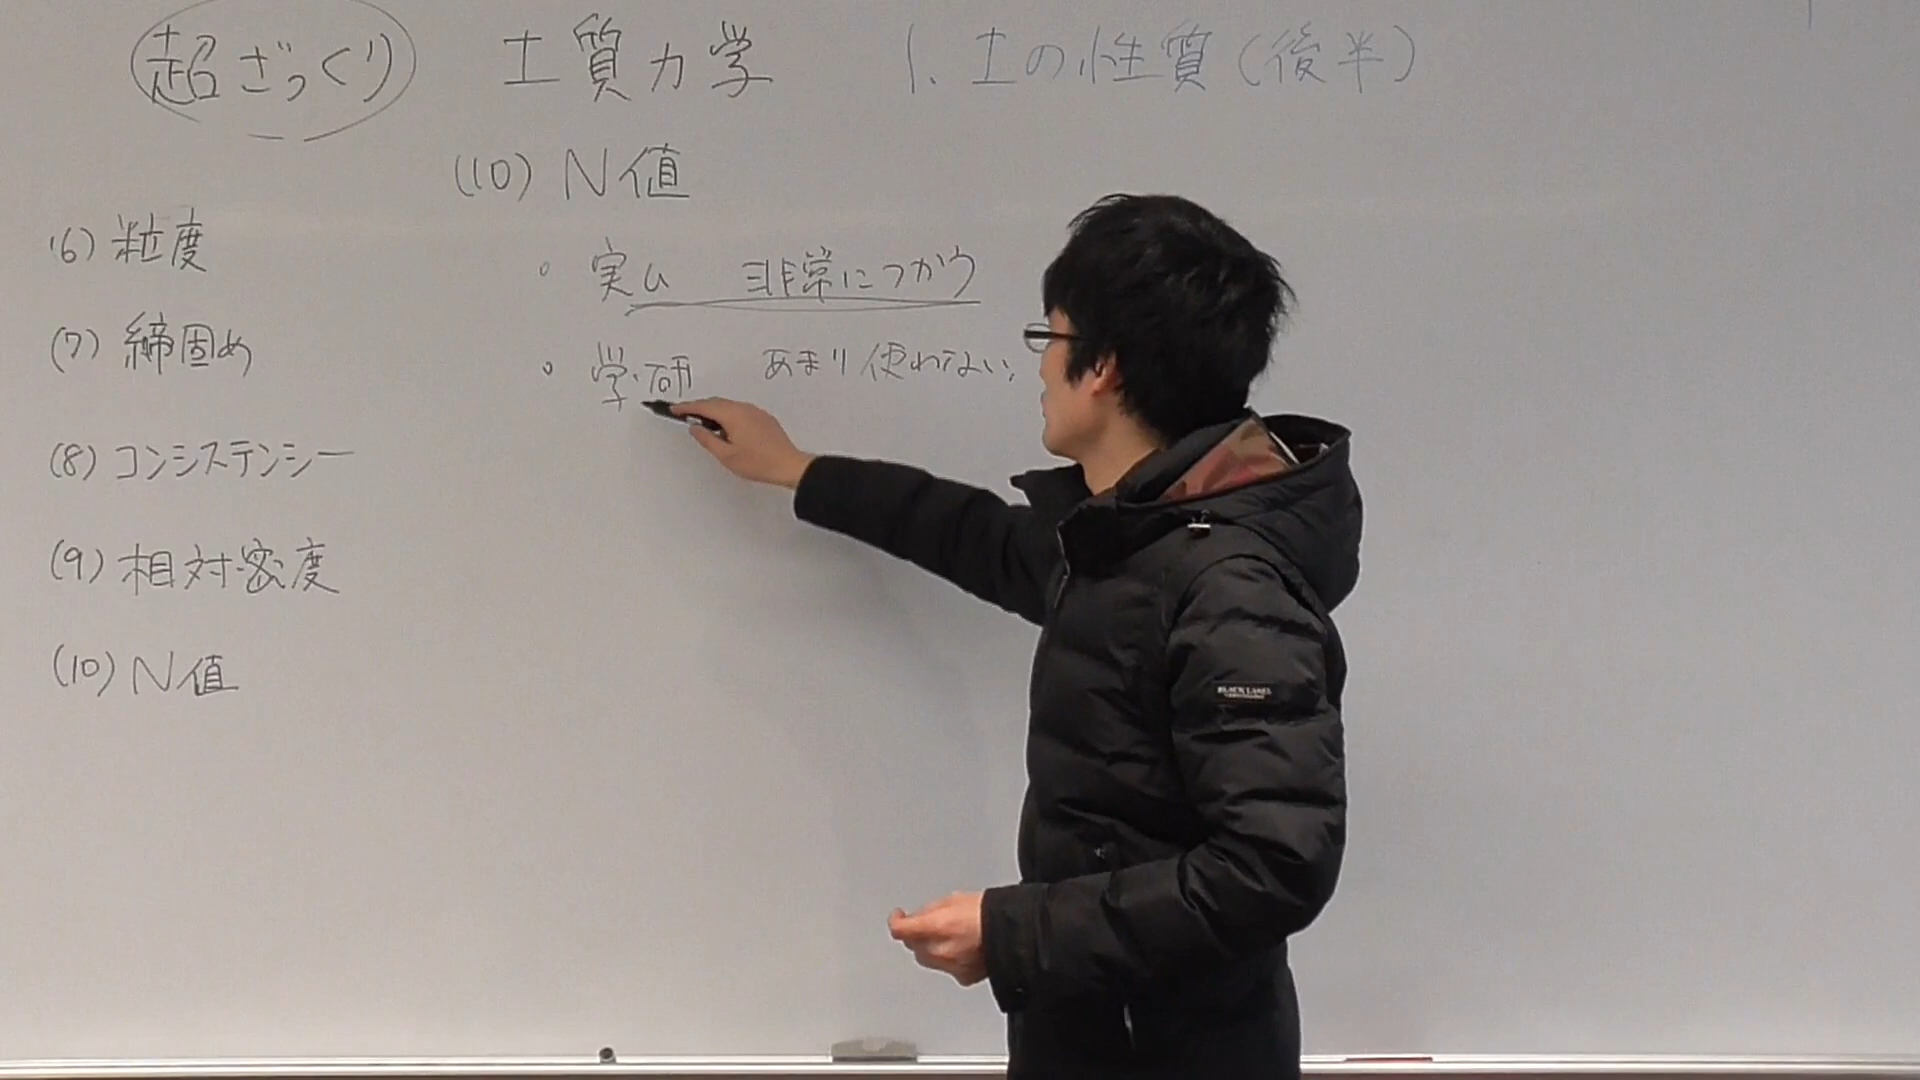 超ざっくり 土質力学 1. 土の性質(後半)
(10) N値
(6) 粒度
(7) 締固め
(8) コンシステンシー
(9) 相対密度
(10) N値
。実ム 非常につかう
。学・研 あまり使わない
BLACK LABEL